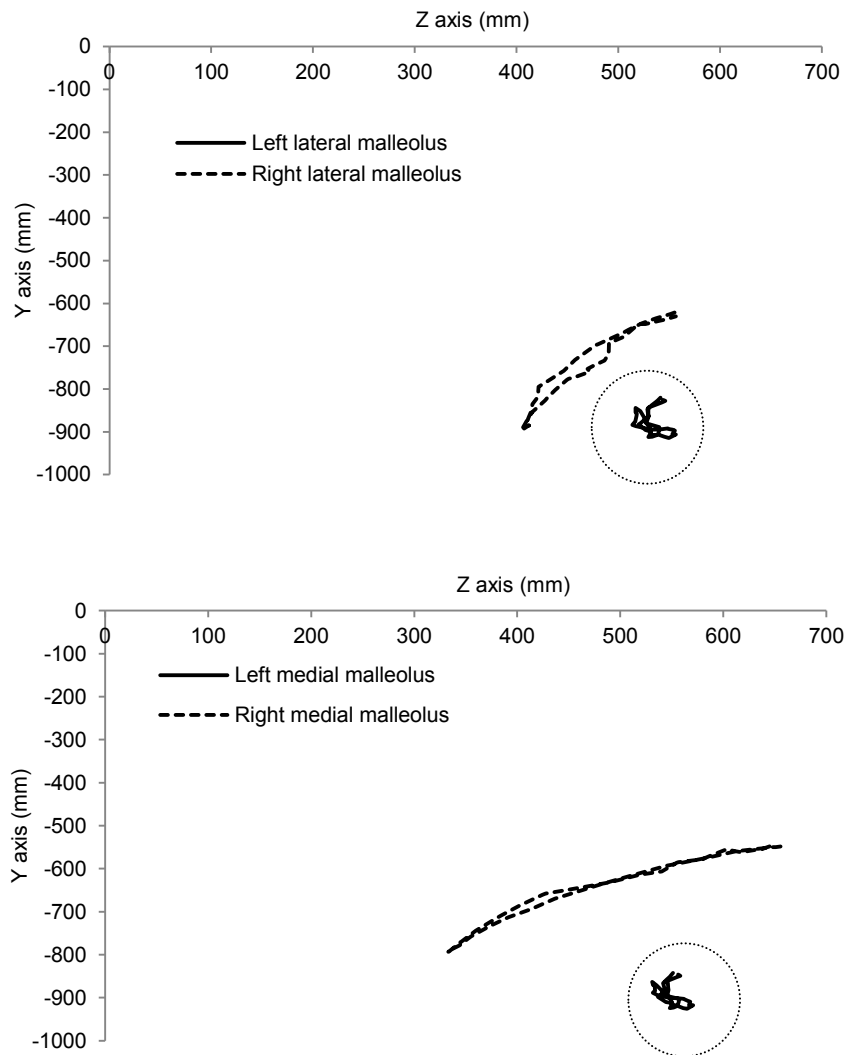 Z axis (mm)
0
0 100 200 300 400 500 600 700
-100
-200
Left lateral malleolus
Right lateral malleolus
-300
-400
-500
-600
-700
-800
-900
-1000
Y axis (mm)
Z axis (mm)
0
0 100 200 300 400 500 600 700
-100
Left medial malleolus
-200
Right medial malleolus
-300
-400
-500
-600
-700
-800
-900
-1000
Y axis (mm)